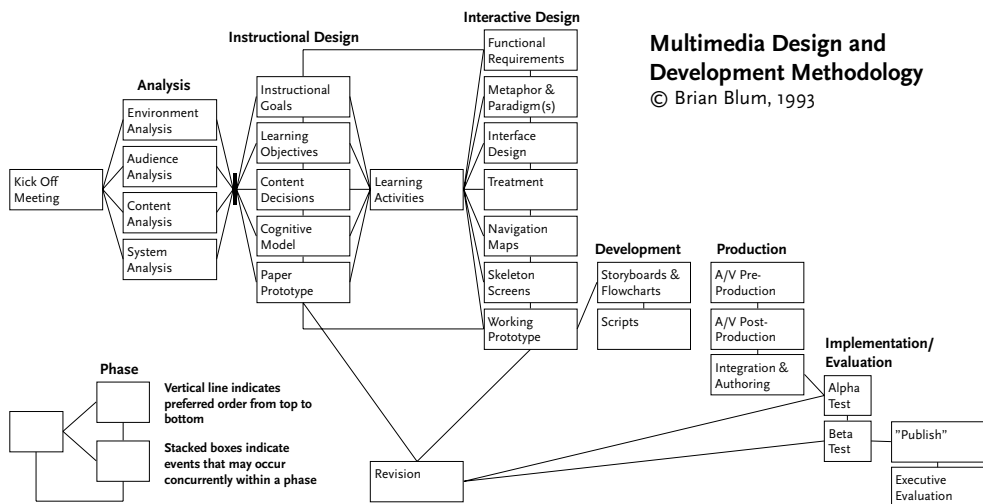 Multimedia Design and
Development Methodology
© Brian Blum, 1993
Kick Off
Meeting
Analysis
Environment
Analysis
Audience
Analysis
Content
Analysis
System
Analysis
Instructional Design
Instructional
Goals
Learning
Objectives
Content
Decisions
Cognitive
Model
Paper
Prototype
Learning
Activities
Interactive Design
Functional
Requirements
Metaphor &
Paradigm(s)
Interface
Design
Treatment
Navigation
Maps
Skeleton
Screens
Working
Prototype
Development
Storyboards &
Flowcharts
Scripts
Production
A/V Pre-
Production
A/V Post-
Production
Integration &
Authoring
Implementation/
Evaluation
Alpha
Test
Beta
Test
"Publish"
Executive
Evaluation
Revision
Phase
Vertical line indicates
preferred order from top to
bottom
Stacked boxes indicate
events that may occur
concurrently within a phase